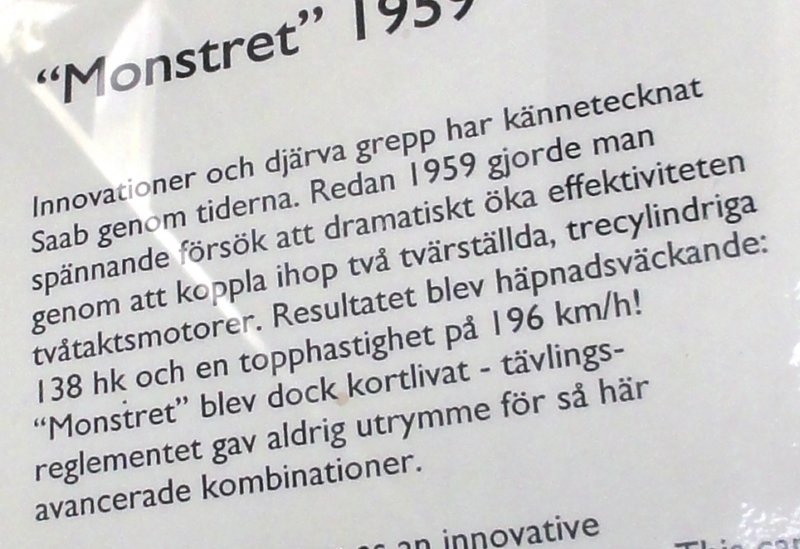 "Monstret" 1959
Innovationer och djärva grepp har kännetecknat
Saab genom tiderna. Redan 1959 gjorde man
spännande försök att dramatiskt öka effektiviteten
genom att koppla ihop två tvärställda, trecylindriga
tvåtaktsmotorer. Resultatet blev häpnadsväckande:
138 hk och en topphastighet på 196 km/h!
"Monstret" blev dock kortlivat - tävlings-
reglementet gav aldrig utrymme för så här
avancerade kombinationer.
an innovative